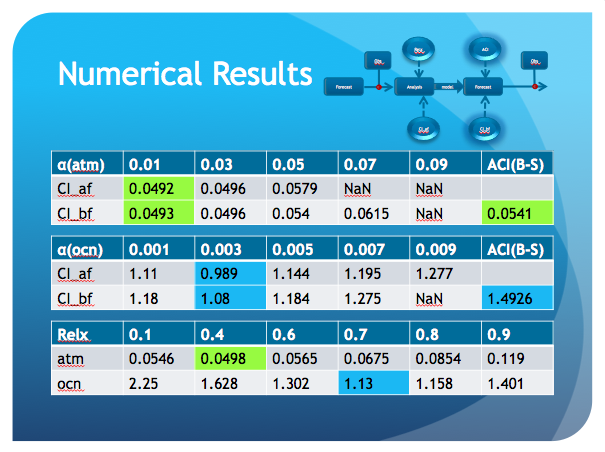 Numerical Results
Obs
ACI
Obs
Forecast
Analysis
model
Forecast
α(atm) 0.01 0.03 0.05 0.07 0.09 ACI(B-S)
CI_af 0.0492 0.0496 0.0579 NaN NaN
CI_bf 0.0493 0.0496 0.054 0.0615 NaN 0.0541
α(ocn) 0.001 0.003 0.005 0.007 0.009 ACI(B-S)
CI_af 1.11 0.989 1.144 1.195 1.277
CI_bf 1.18 1.08 1.184 1.275 NaN 1.4926
Relx 0.1 0.4 0.6 0.7 0.8 0.9
atm 0.0546 0.0498 0.0565 0.0675 0.0854 0.119
ocn 2.25 1.628 1.302 1.13 1.158 1.401